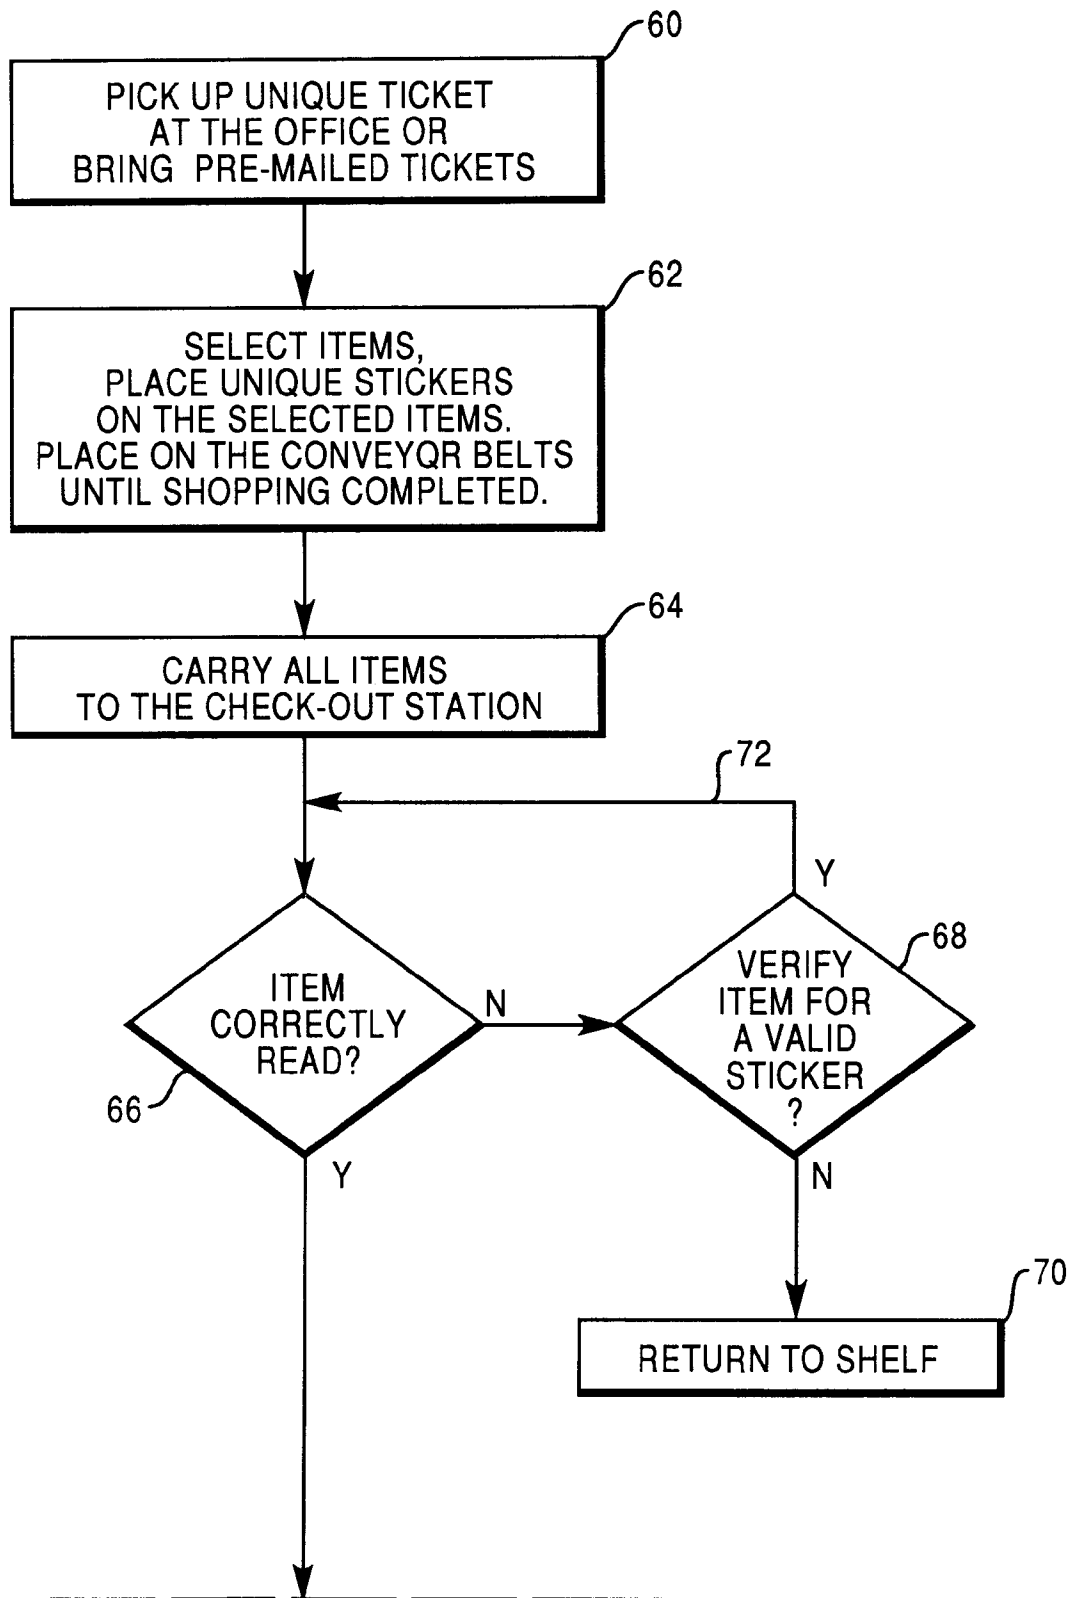 60
PICK UP UNIQUE TICKET
AT THE OFFICE OR
BRING PRE-MAILED TICKETS
62
SELECT ITEMS,
PLACE UNIQUE STICKERS
ON THE SELECTED ITEMS.
PLACE ON THE CONVEYQR BELTS
UNTIL SHOPPING COMPLETED.
64
CARRY ALL ITEMS
TO THE CHECK-OUT STATION
72
Y
68
VERIFY
ITEM FOR
A VALID
STICKER
?
ITEM
CORRECTLY
READ?
N
66
Y
N
70
RETURN TO SHELF